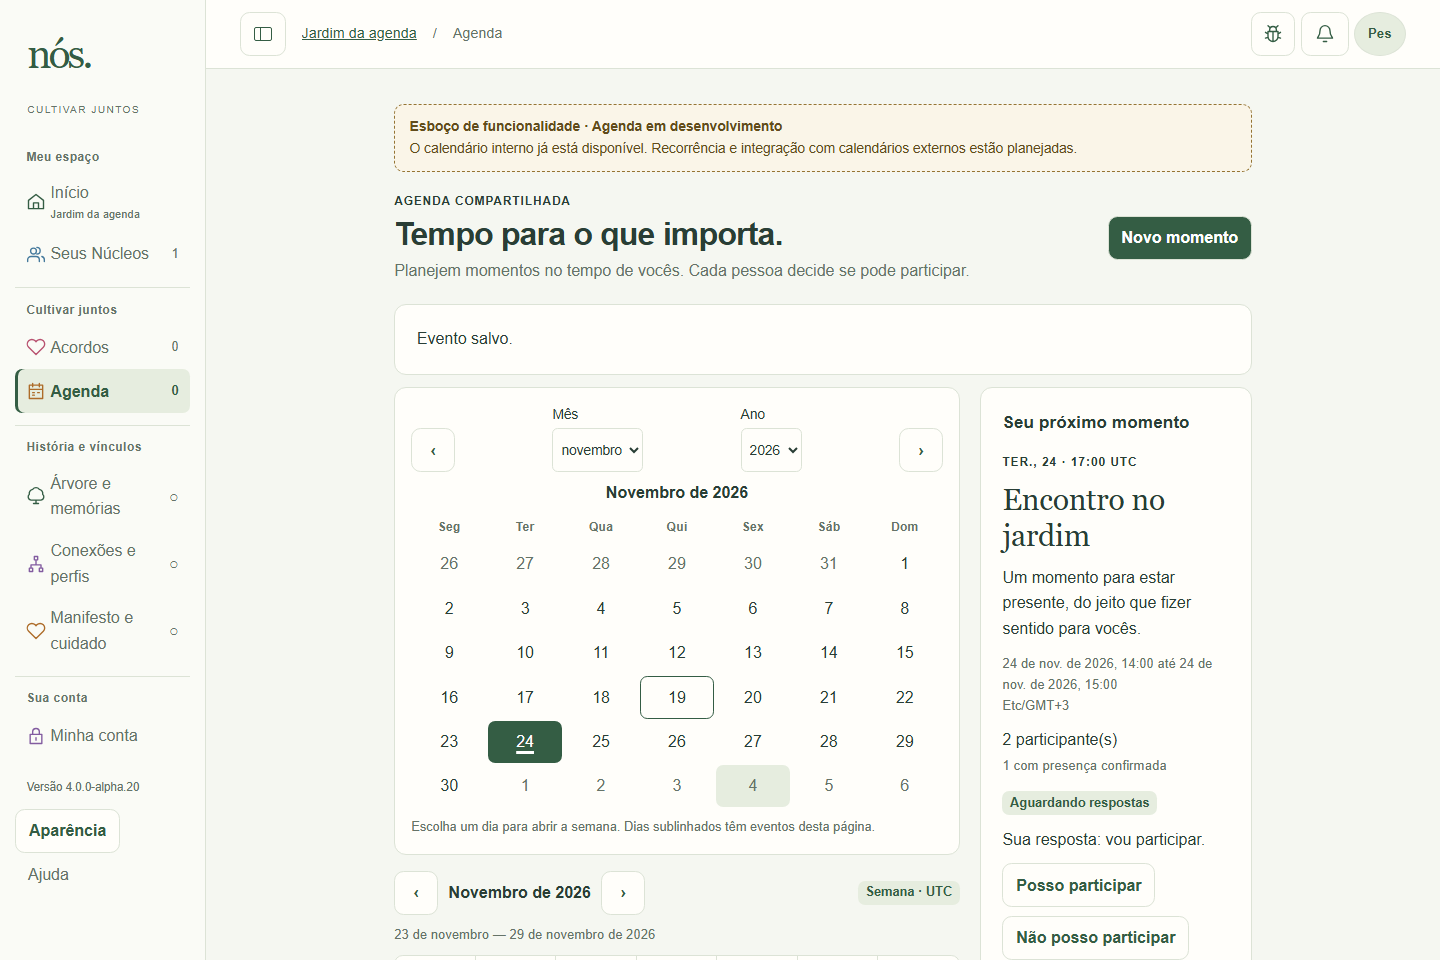 nós.
CULTIVAR JUNTOS
Meu espaço
Início
Jardim da agenda
Seus Núcleos 1
Cultivar juntos
Acordos 0
Agenda 0
História e vínculos
Árvore e
memórias
Conexões e
perfis
Manifesto e
cuidado
Sua conta
Minha conta
Versão 4.0.0-alpha.20
Aparência
Ajuda
Jardim da agenda / Agenda
Pes
Esboço de funcionalidade · Agenda em desenvolvimento
O calendário interno já está disponível. Recorrência e integração com calendários externos estão planejadas.
AGENDA COMPARTILHADA
Tempo para o que importa.
Planejem momentos no tempo de vocês. Cada pessoa decide se pode participar.
Novo momento
Evento salvo.
Mês Ano
‹ novembro 2026 ›
Novembro de 2026
Seg Ter Qua Qui Sex Sáb Dom
26 27 28 29 30 31 1
2 3 4 5 6 7 8
9 10 11 12 13 14 15
16 17 18 19 20 21 22
23 24 25 26 27 28 29
30 1 2 3 4 5 6
Escolha um dia para abrir a semana. Dias sublinhados têm eventos desta página.
‹ Novembro de 2026 › Semana · UTC
23 de novembro — 29 de novembro de 2026
Seu próximo momento
TER., 24 · 17:00 UTC
Encontro no
jardim
Um momento para estar
presente, do jeito que fizer
sentido para vocês.
24 de nov. de 2026, 14:00 até 24 de
nov. de 2026, 15:00
Etc/GMT+3
2 participante(s)
1 com presença confirmada
Aguardando respostas
Sua resposta: vou participar.
Posso participar
Não posso participar